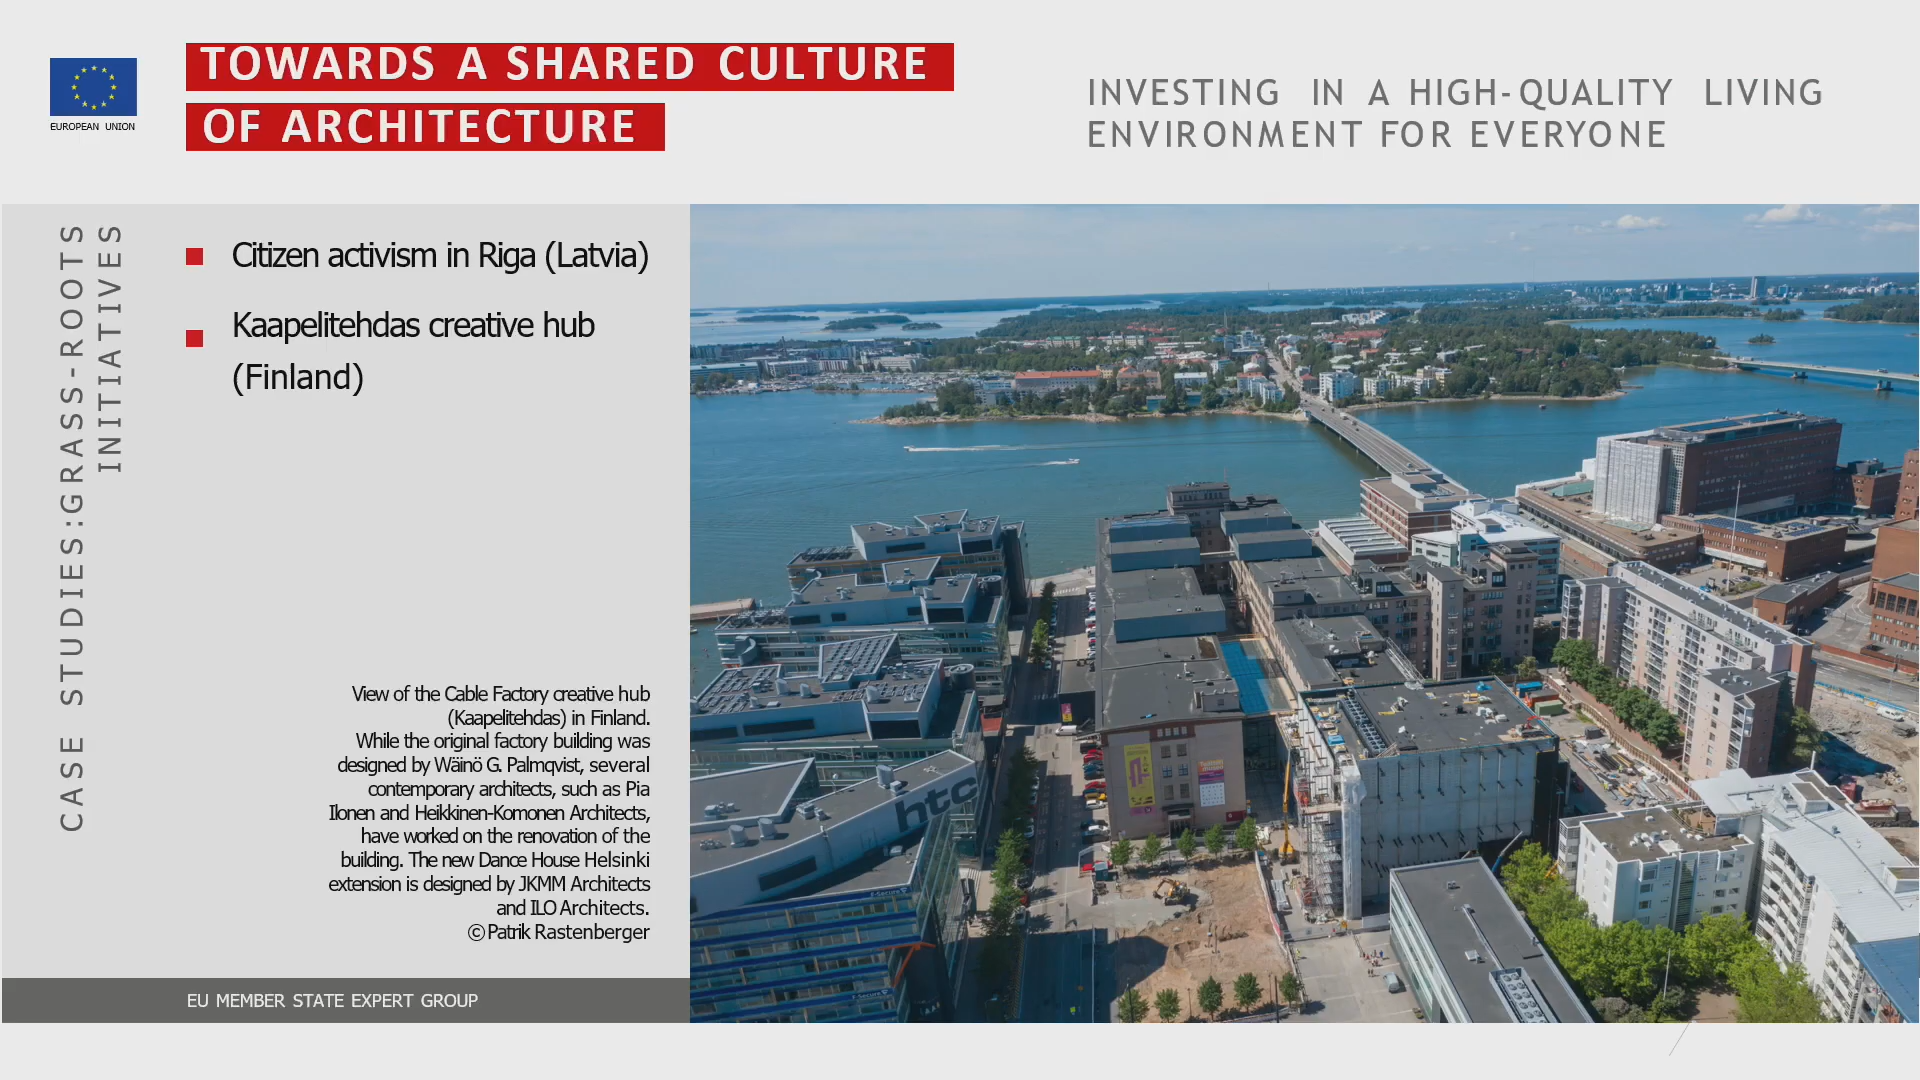 TOWARDS A SHARED CULTURE
OF ARCHITECTURE
EUROPEAN UNION
INVESTING IN A HIGH-QUALITY LIVING
ENVIRONMENT FOR EVERYONE
CASE STUDIES:GRASS-ROOTS
INITIATIVES
Citizen activism in Riga (Latvia)
Kaapelitehdas creative hub
(Finland)
View of the Cable Factory creative hub
(Kaapelitehdas) in Finland.
While the original factory building was
designed by Wäinö G. Palmqvist, several
contemporary architects, such as Pia
Ilonen and Heikkinen-Komonen Architects,
have worked on the renovation of the
building. The new Dance House Helsinki
extension is designed by JKMM Architects
and ILO Architects.
© Patrik Rastenberger
EU MEMBER STATE EXPERT GROUP
htc
F-Secure
F-Secure